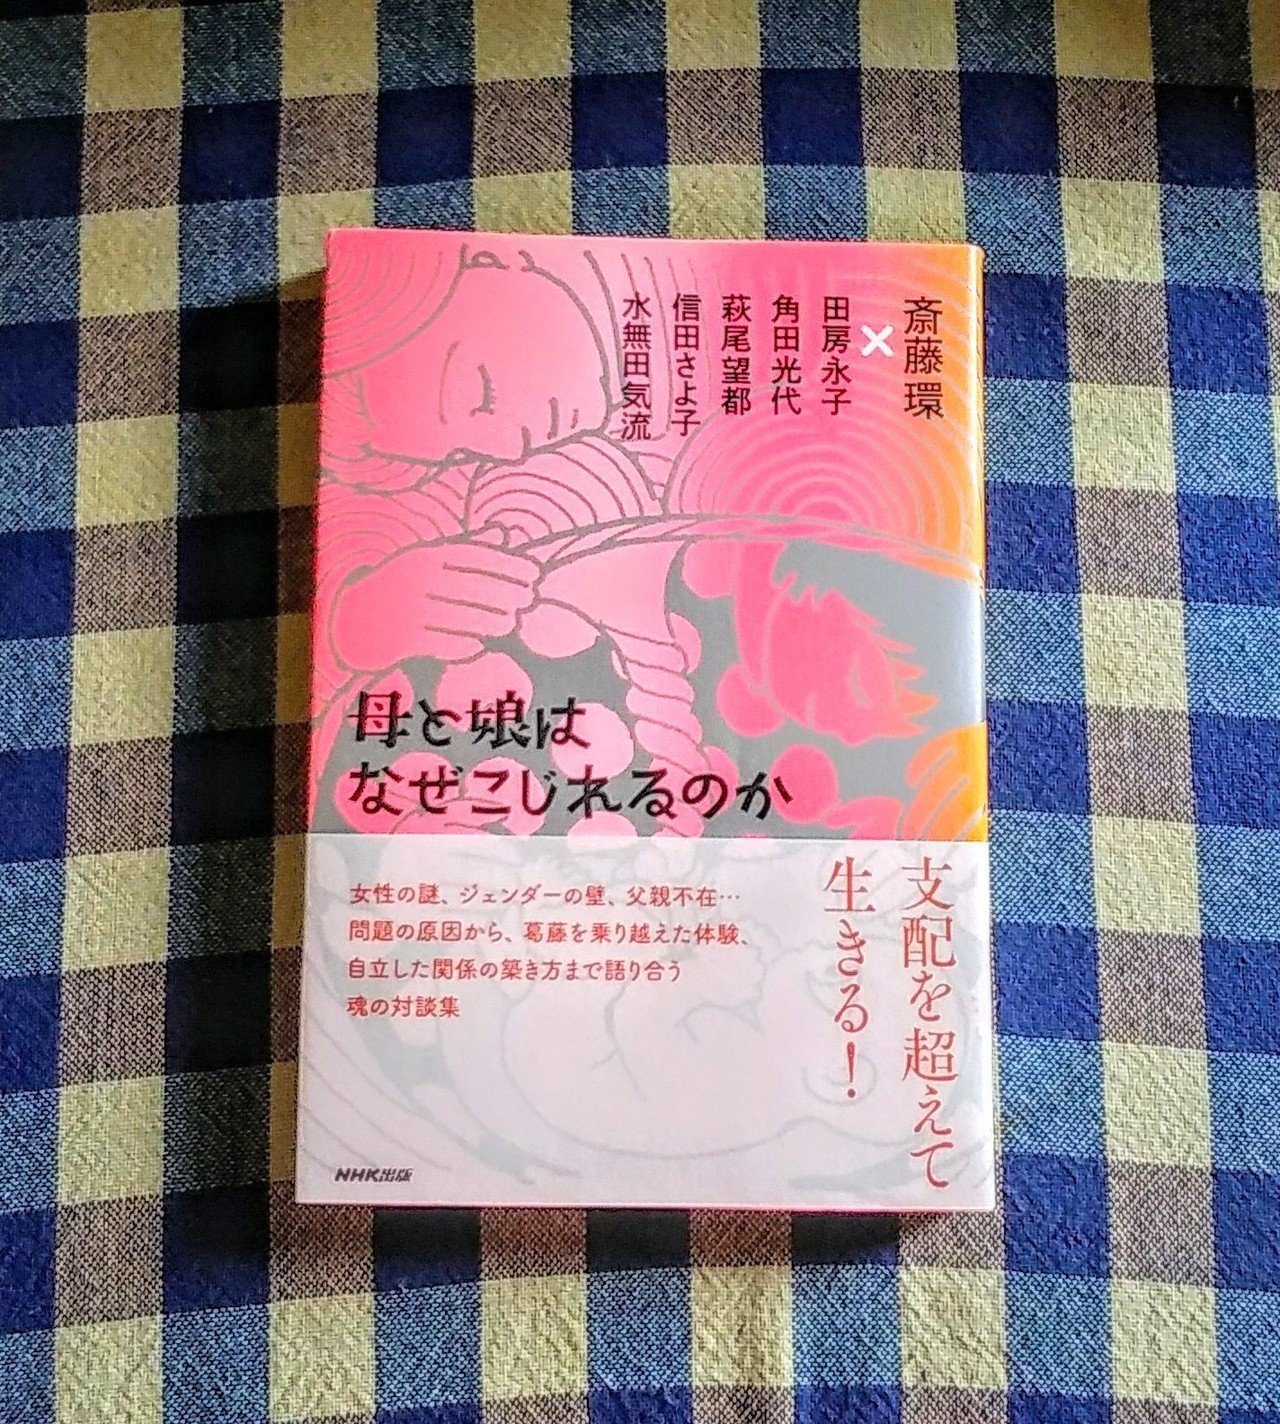 斎藤環
×
田房永子
角田光代
萩尾望都
信田さよ子
水無田気流
母と娘は
なぜこじれるのか
支配を超えて
生きる!
女性の謎、ジェンダーの壁、父親不在…
問題の原因から、葛藤を乗り越えた体験、
自立した関係の築き方まで語り合う
魂の対談集
NHK出版